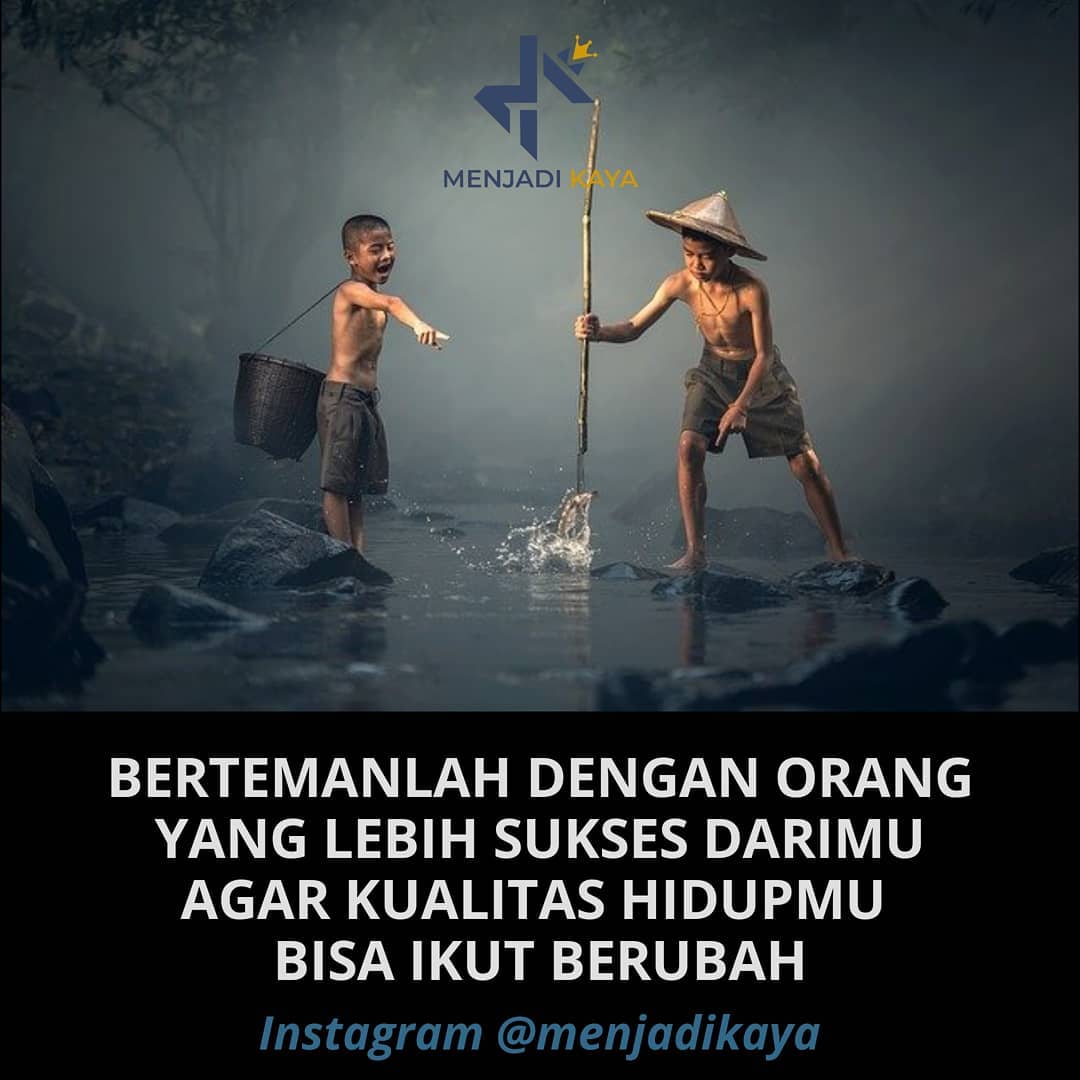 MENJADI KAYA
BERTEMANLAH DENGAN ORANG
YANG LEBIH SUKSES DARIMU
AGAR KUALITAS HIDUPMU
BISA IKUT BERUBAH
Instagram @menjadikaya